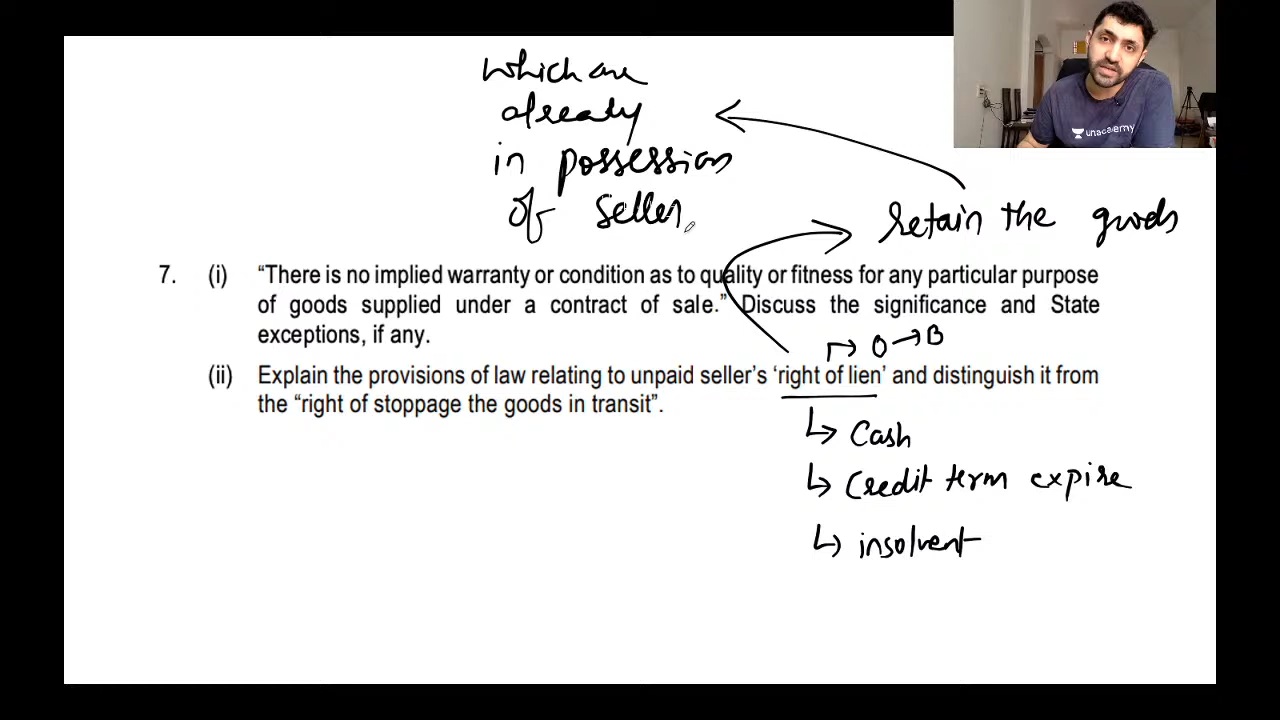 which are
already
in possession
of seller
unacademy
retain the goods
7. (i) “There is no implied warranty or condition as to quality or fitness for any particular purpose
of goods supplied under a contract of sale.” Discuss the significance and State
exceptions, if any.
O → B
(ii) Explain the provisions of law relating to unpaid seller’s ‘right of lien’ and distinguish it from
the “right of stoppage the goods in transit”.
↳ Cash
↳ Credit term expire
↳ insolvent